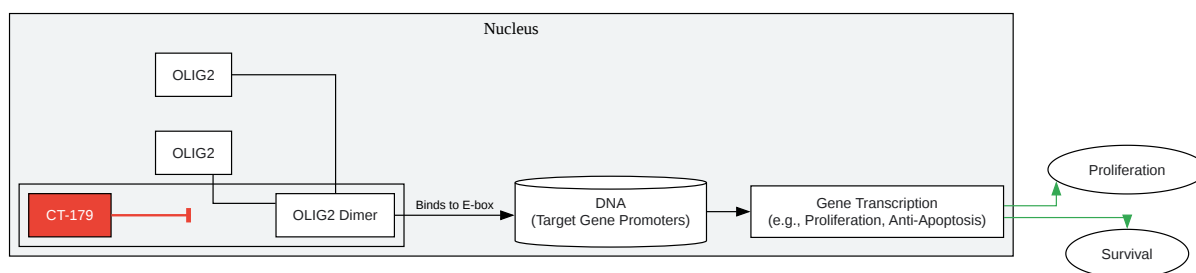 Nucleus
OLIG2
OLIG2
CT-179
OLIG2 Dimer
Binds to E-box
DNA
(Target Gene Promoters)
Gene Transcription
(e.g., Proliferation, Anti-Apoptosis)
Proliferation
Survival